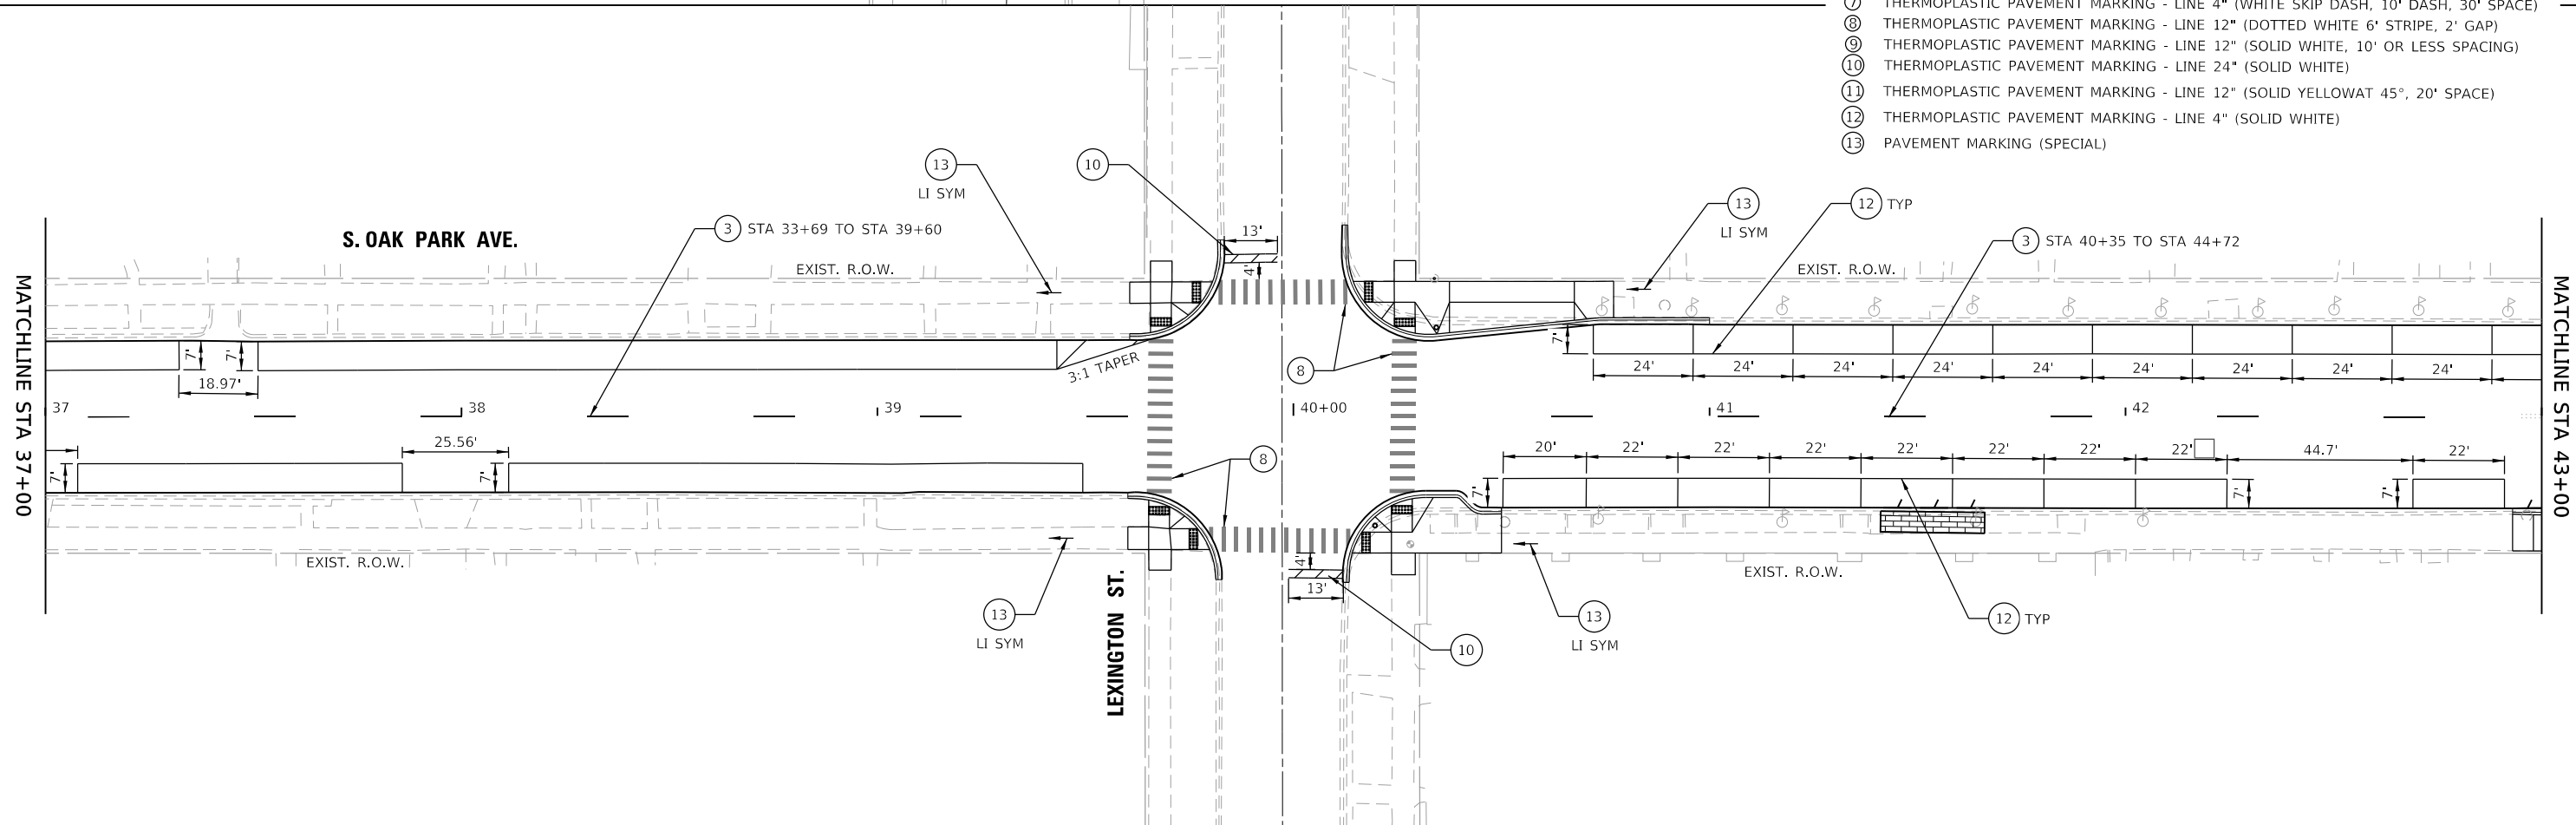 7 THERMOPLASTIC PAVEMENT MARKING - LINE 4" (WHITE SKIP DASH, 10' DASH, 30' SPACE)
8 THERMOPLASTIC PAVEMENT MARKING - LINE 12" (DOTTED WHITE 6' STRIPE, 2' GAP)
9 THERMOPLASTIC PAVEMENT MARKING - LINE 12" (SOLID WHITE, 10' OR LESS SPACING)
10 THERMOPLASTIC PAVEMENT MARKING - LINE 24" (SOLID WHITE)
11 THERMOPLASTIC PAVEMENT MARKING - LINE 12" (SOLID YELLOWAT 45°, 20' SPACE)
12 THERMOPLASTIC PAVEMENT MARKING - LINE 4" (SOLID WHITE)
13 PAVEMENT MARKING (SPECIAL)
13
LI SYM
10
13
LI SYM
12 TYP
3 STA 33+69 TO STA 39+60
S. OAK PARK AVE.
13'
4'
3 STA 40+35 TO STA 44+72
EXIST. R.O.W.
EXIST. R.O.W.
MATCHLINE STA 37+00
MATCHLINE STA 43+00
7'
7'
18.97'
3:1 TAPER
8
7'
24'
24'
24'
24'
24'
24'
24'
24'
24'
37
38
39
40+00
41
42
25.56'
7'
7'
8
20'
22'
22'
22'
22'
22'
22'
22'
44.7'
22'
7'
7'
7'
EXIST. R.O.W.
4'
13'
EXIST. R.O.W.
13
LI SYM
LEXINGTON ST.
10
13
LI SYM
12 TYP